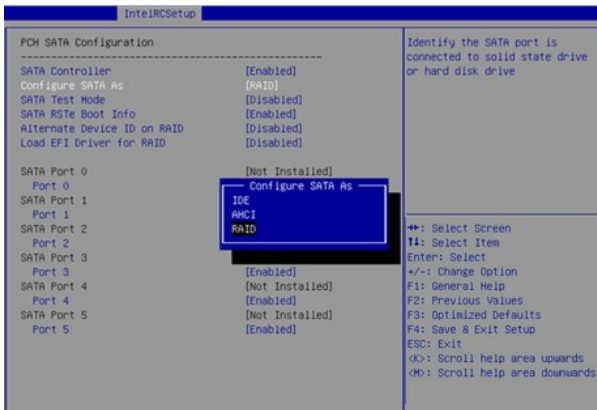 IntelRCSetup
PCH SATA Configuration
SATA Controller [Enabled]
Configure SATA As [RAID]
SATA Test Mode [Disabled]
SATA RSTe Boot Info [Enabled]
Alternate Device ID on RAID [Disabled]
Load EFI Driver for RAID [Disabled]
SATA Port 0 [Not Installed]
Port 0
SATA Port 1
Port 1
SATA Port 2
Port 2
SATA Port 3
Port 3 [Enabled]
SATA Port 4 [Not Installed]
Port 4 [Enabled]
SATA Port 5 [Not Installed]
Port 5 [Enabled]
Configure SATA As
IDE
AHCI
RAID
Identify the SATA port is
connected to solid state drive
or hard disk drive
→←: Select Screen
↑↓: Select Item
Enter: Select
+/-: Change Option
F1: General Help
F2: Previous Values
F3: Optimized Defaults
F4: Save & Exit Setup
ESC: Exit
<K>: Scroll help area upwards
<M>: Scroll help area downwards